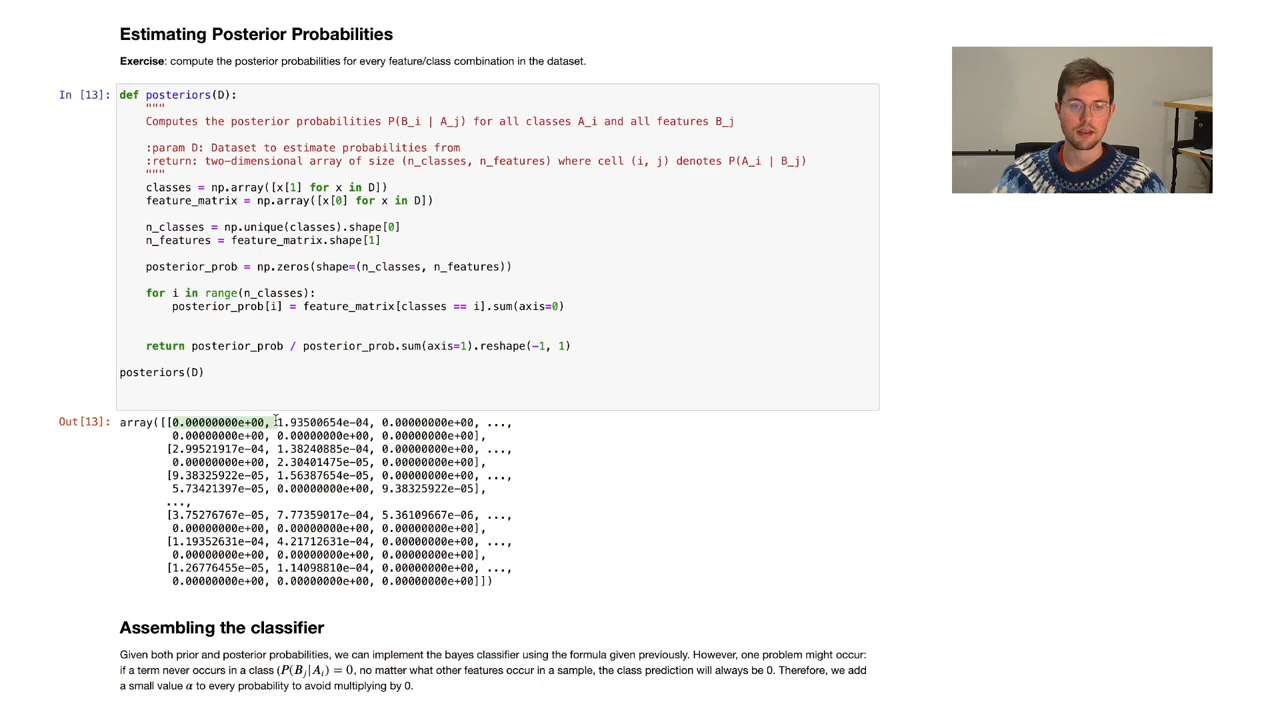 Estimating Posterior Probabilities
Exercise: compute the posterior probabilities for every feature/class combination in the dataset.
In [13]: def posteriors(D):
"""
Computes the posterior probabilities P(B_i | A_j) for all classes A_i and all features B_j
:param D: Dataset to estimate probabilities from
:return: two-dimensional array of size (n_classes, n_features) where cell (i, j) denotes P(A_i | B_j)
"""
classes = np.array([x[1] for x in D])
feature_matrix = np.array([x[0] for x in D])
n_classes = np.unique(classes).shape[0]
n_features = feature_matrix.shape[1]
posterior_prob = np.zeros(shape=(n_classes, n_features))
for i in range(n_classes):
posterior_prob[i] = feature_matrix[classes == i].sum(axis=0)
return posterior_prob / posterior_prob.sum(axis=1).reshape(-1, 1)
posteriors(D)
Out[13]: array([[0.00000000e+00, 1.93500654e-04, 0.00000000e+00, ...,
0.00000000e+00, 0.00000000e+00, 0.00000000e+00],
[2.99521917e-04, 1.38240885e-04, 0.00000000e+00, ...,
0.00000000e+00, 2.30401475e-05, 0.00000000e+00],
[9.38325922e-05, 1.56387654e-05, 0.00000000e+00, ...,
5.73421397e-05, 0.00000000e+00, 9.38325922e-05],
...,
[3.75276767e-05, 7.77359017e-04, 5.36109667e-06, ...,
0.00000000e+00, 0.00000000e+00, 0.00000000e+00],
[1.19352631e-04, 4.21712631e-04, 0.00000000e+00, ...,
0.00000000e+00, 0.00000000e+00, 0.00000000e+00],
[1.26776455e-05, 1.14098810e-04, 0.00000000e+00, ...,
0.00000000e+00, 0.00000000e+00, 0.00000000e+00]])
Assembling the classifier
Given both prior and posterior probabilities, we can implement the bayes classifier using the formula given previously. However, one problem might occur:
if a term never occurs in a class (P(B_j|A_i) = 0, no matter what other features occur in a sample, the class prediction will always be 0. Therefore, we add
a small value α to every probability to avoid multiplying by 0.